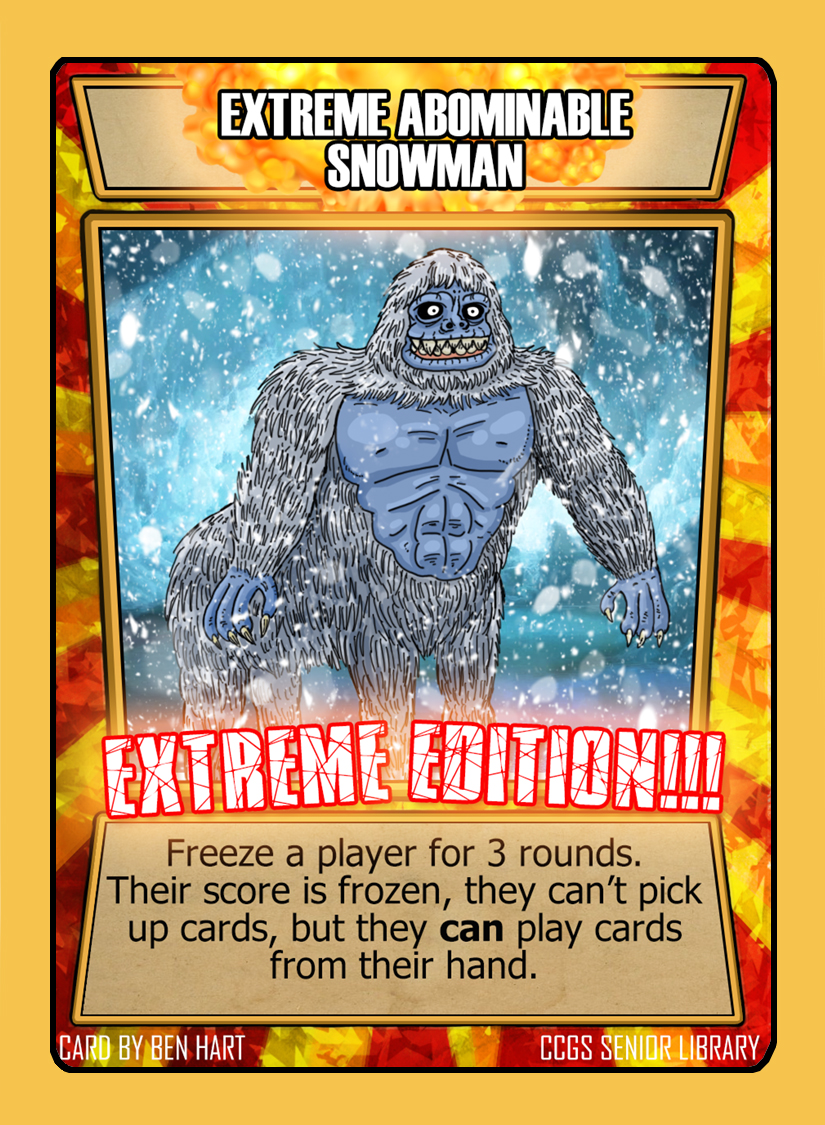 EXTREME ABOMINABLE
SNOWMAN
EXTREME EDITION!!!
Freeze a player for 3 rounds.
Their score is frozen, they can't pick
up cards, but they can play cards
from their hand.
CARD BY BEN HART
CCGS SENIOR LIBRARY